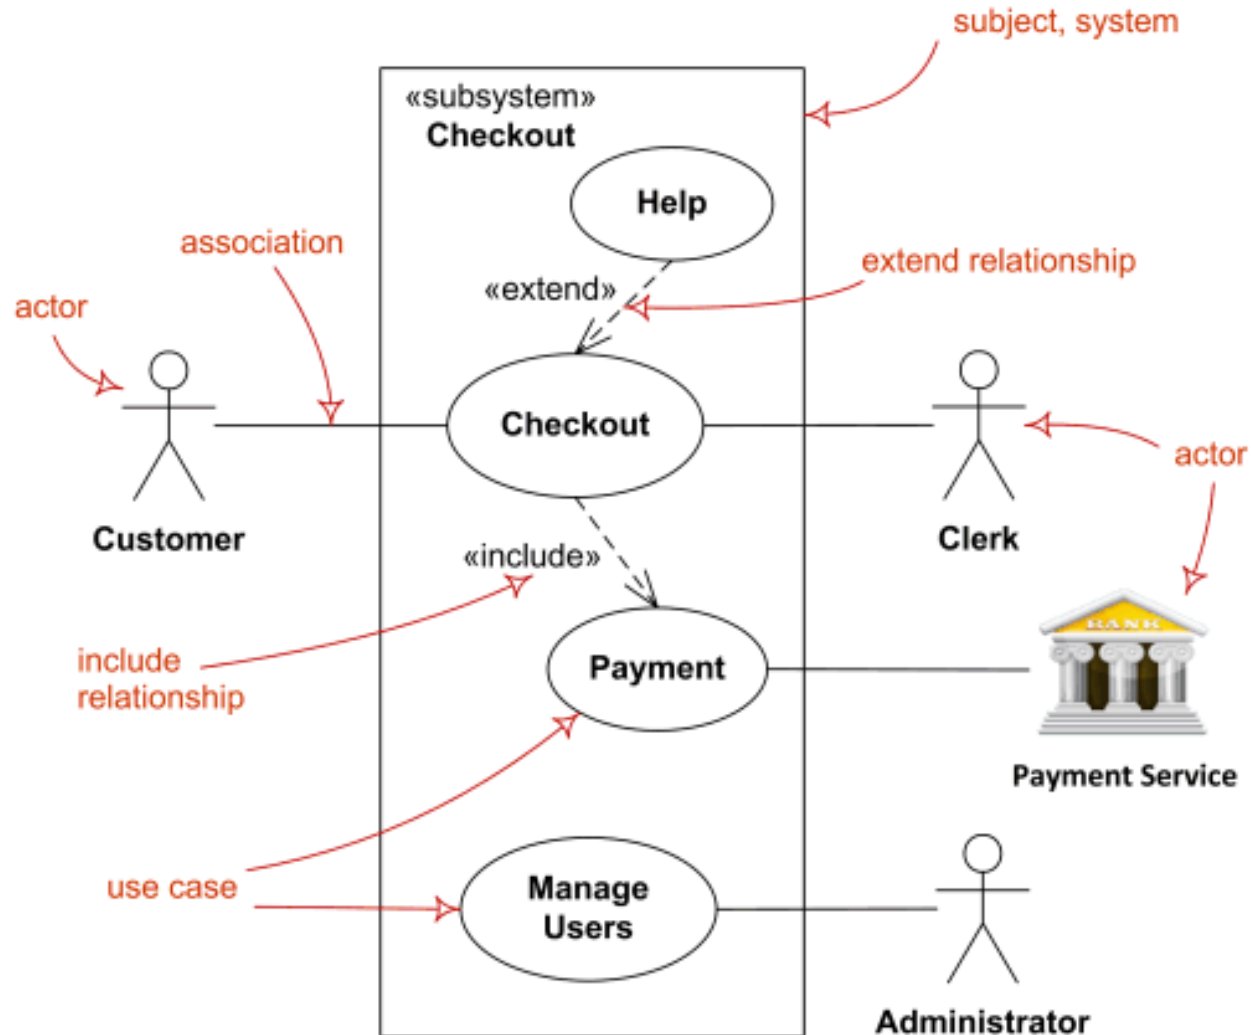 subject, system
«subsystem»
Checkout
Help
association
extend relationship
«extend»
actor
Checkout
actor
Customer
Clerk
«include»
BANK
include
relationship
Payment
Payment Service
use case
Manage
Users
Administrator